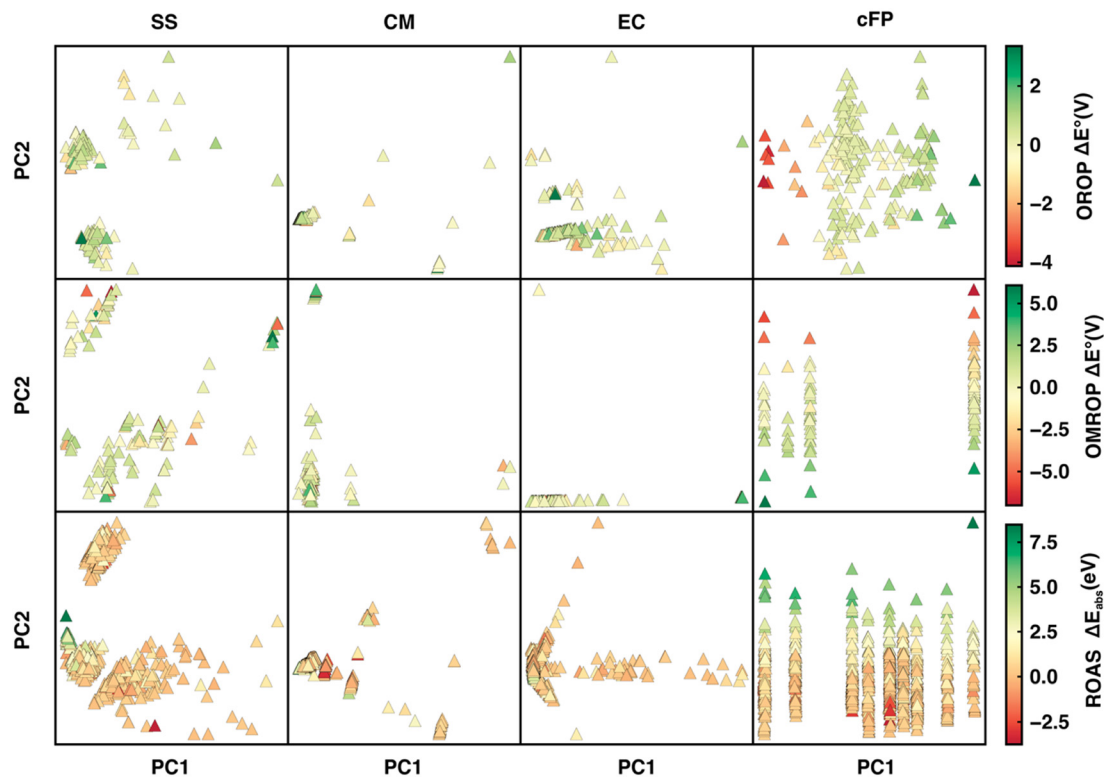 SS CM EC cFP
PC2
2
0
-2
-4
OROP ΔE°(V)
PC2
5.0
2.5
0.0
-2.5
-5.0
OMROP ΔE°(V)
PC2
7.5
5.0
2.5
0.0
-2.5
ROAS ΔEabs(eV)
PC1 PC1 PC1 PC1